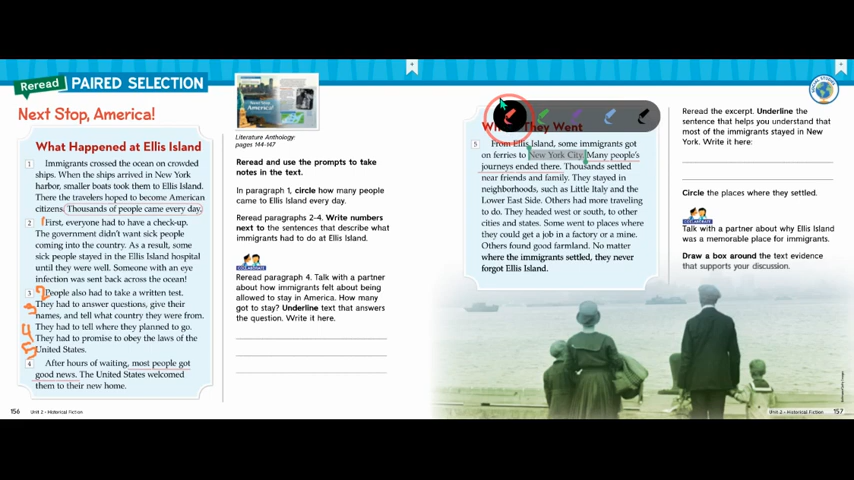 Reread
PAIRED SELECTION
Next Stop, America!
What Happened at Ellis Island
1 Immigrants crossed the ocean on crowded
ships. When the ships arrived in New York
harbor, smaller boats took them to Ellis Island.
There the travelers hoped to become American
citizens. Thousands of people came every day.
2 1 First, everyone had to have a check-up.
The government didn't want sick people
coming into the country. As a result, some
sick people stayed in the Ellis Island hospital
until they were well. Someone with an eye
infection was sent back across the ocean!
3 2 People also had to take a written test.
3 They had to answer questions, give their
names, and tell what country they were from.
4 They had to tell where they planned to go.
5 They had to promise to obey the laws of the
United States.
4 After hours of waiting, most people got
good news. The United States welcomed
them to their new home.
156 Unit 2 - Historical Fiction
Literature Anthology:
pages 144-147
Reread and use the prompts to take
notes in the text.
In paragraph 1, circle how many people
came to Ellis Island every day.
Reread paragraphs 2–4. Write numbers
next to the sentences that describe what
immigrants had to do at Ellis Island.
COLLABORATE
Reread paragraph 4. Talk with a partner
about how immigrants felt about being
allowed to stay in America. How many
got to stay? Underline text that answers
the question. Write it here.
They Went
5 From Ellis Island, some immigrants got
on ferries to New York City. Many people's
journeys ended there. Thousands settled
near friends and family. They stayed in
neighborhoods, such as Little Italy and the
Lower East Side. Others had more traveling
to do. They headed west or south, to other
cities and states. Some went to places where
they could get a job in a factory or a mine.
Others found good farmland. No matter
where the immigrants settled, they never
forgot Ellis Island.
SOCIAL STUDIES
Reread the excerpt. Underline the
sentence that helps you understand that
most of the immigrants stayed in New
York. Write it here:
Circle the places where they settled.
COLLABORATE
Talk with a partner about why Ellis Island
was a memorable place for immigrants.
Draw a box around the text evidence
that supports your discussion.
Unit 2 - Historical Fiction 157